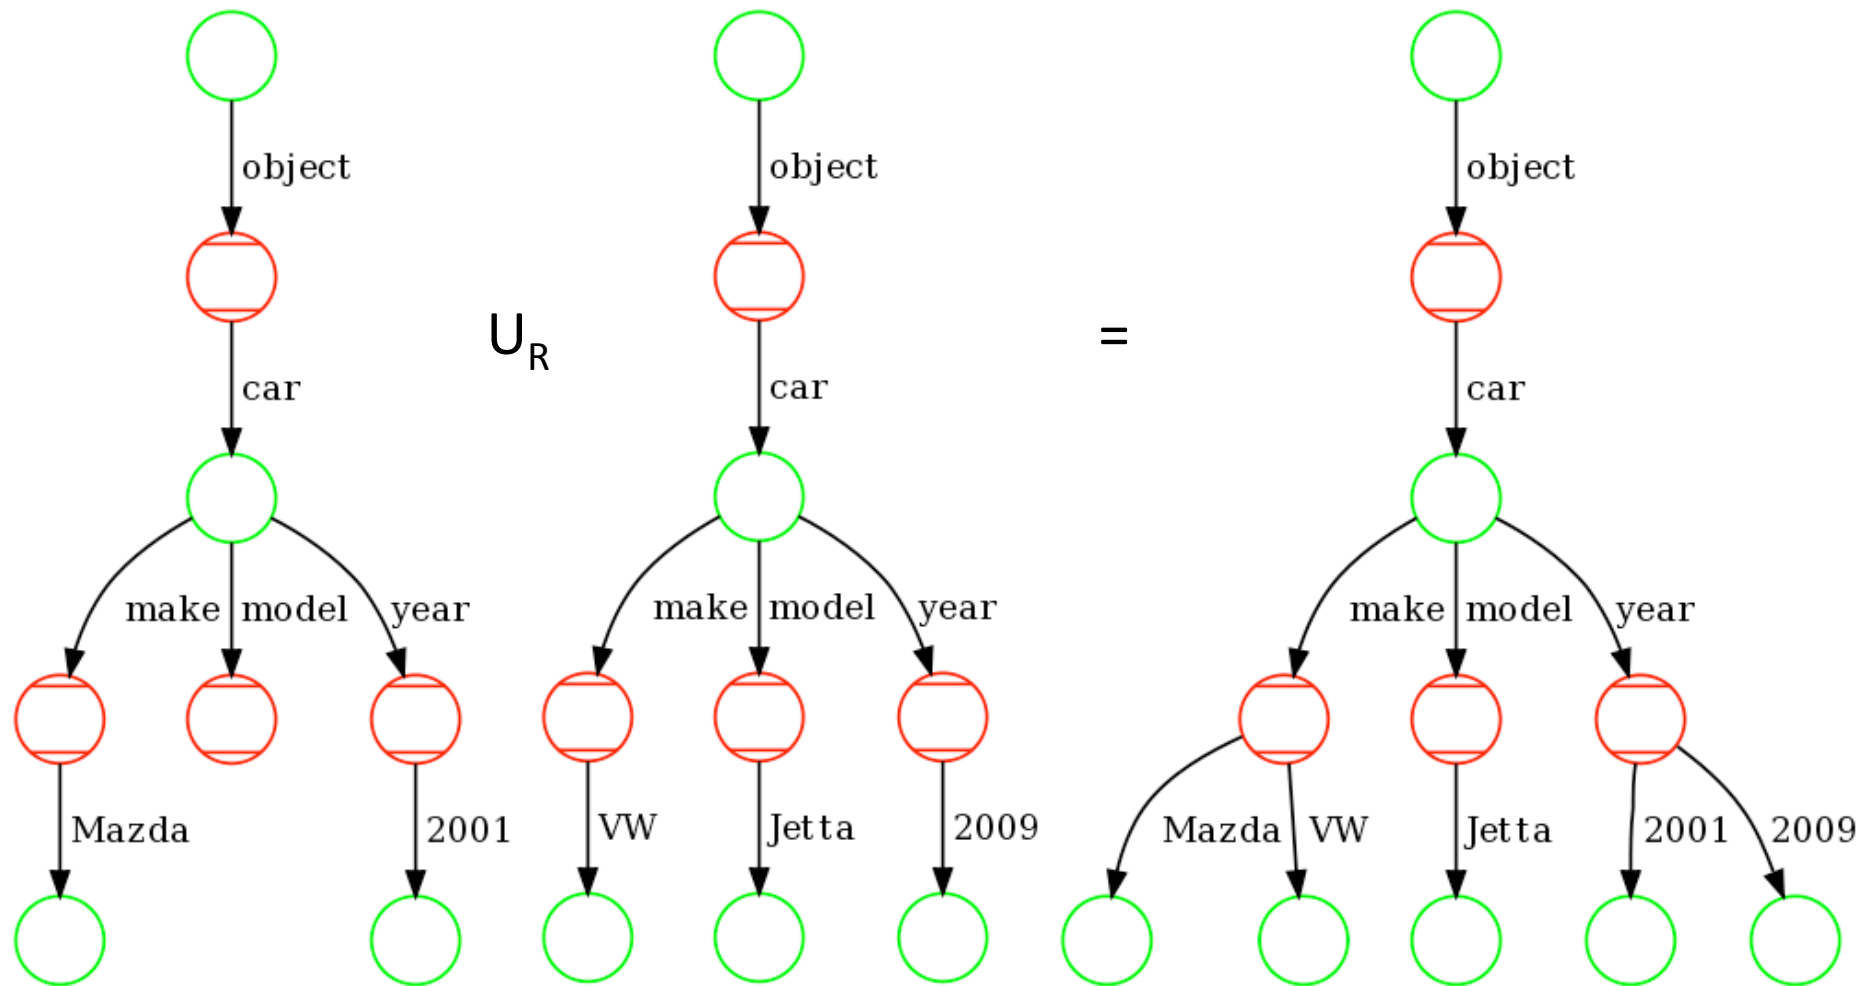 object object object
car U_R car = car
make model year make model year make model year
Mazda 2001 VW Jetta 2009 Mazda VW Jetta 2001 2009